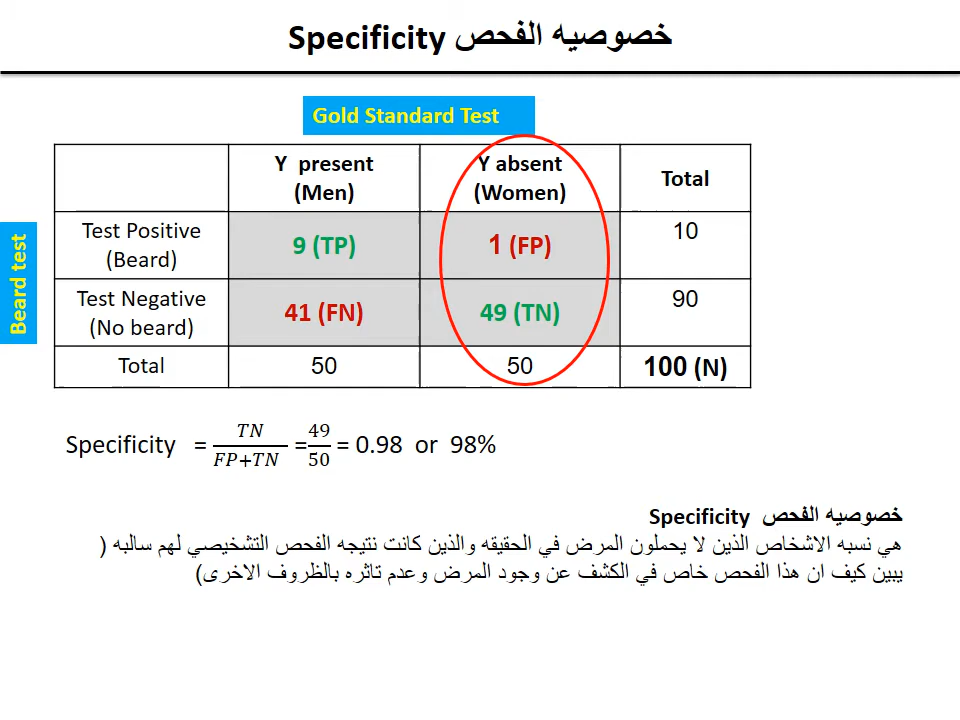 خصوصيه الفحص Specificity
Gold Standard Test
Y present Y absent Total
(Men) (Women)
Beard test
Test Positive 9 (TP) 1 (FP) 10
(Beard)
Test Negative 41 (FN) 49 (TN) 90
(No beard)
Total 50 50 100 (N)
Specificity = TN/FP+TN =49/50 = 0.98 or 98%
خصوصيه الفحص Specificity
هي نسبه الاشخاص الذين لا يحملون المرض في الحقيقه والذين كانت نتيجه الفحص التشخيصي لهم سالبه (
يبين كيف ان هذا الفحص خاص في الكشف عن وجود المرض وعدم تاثره بالظروف الاخرى)